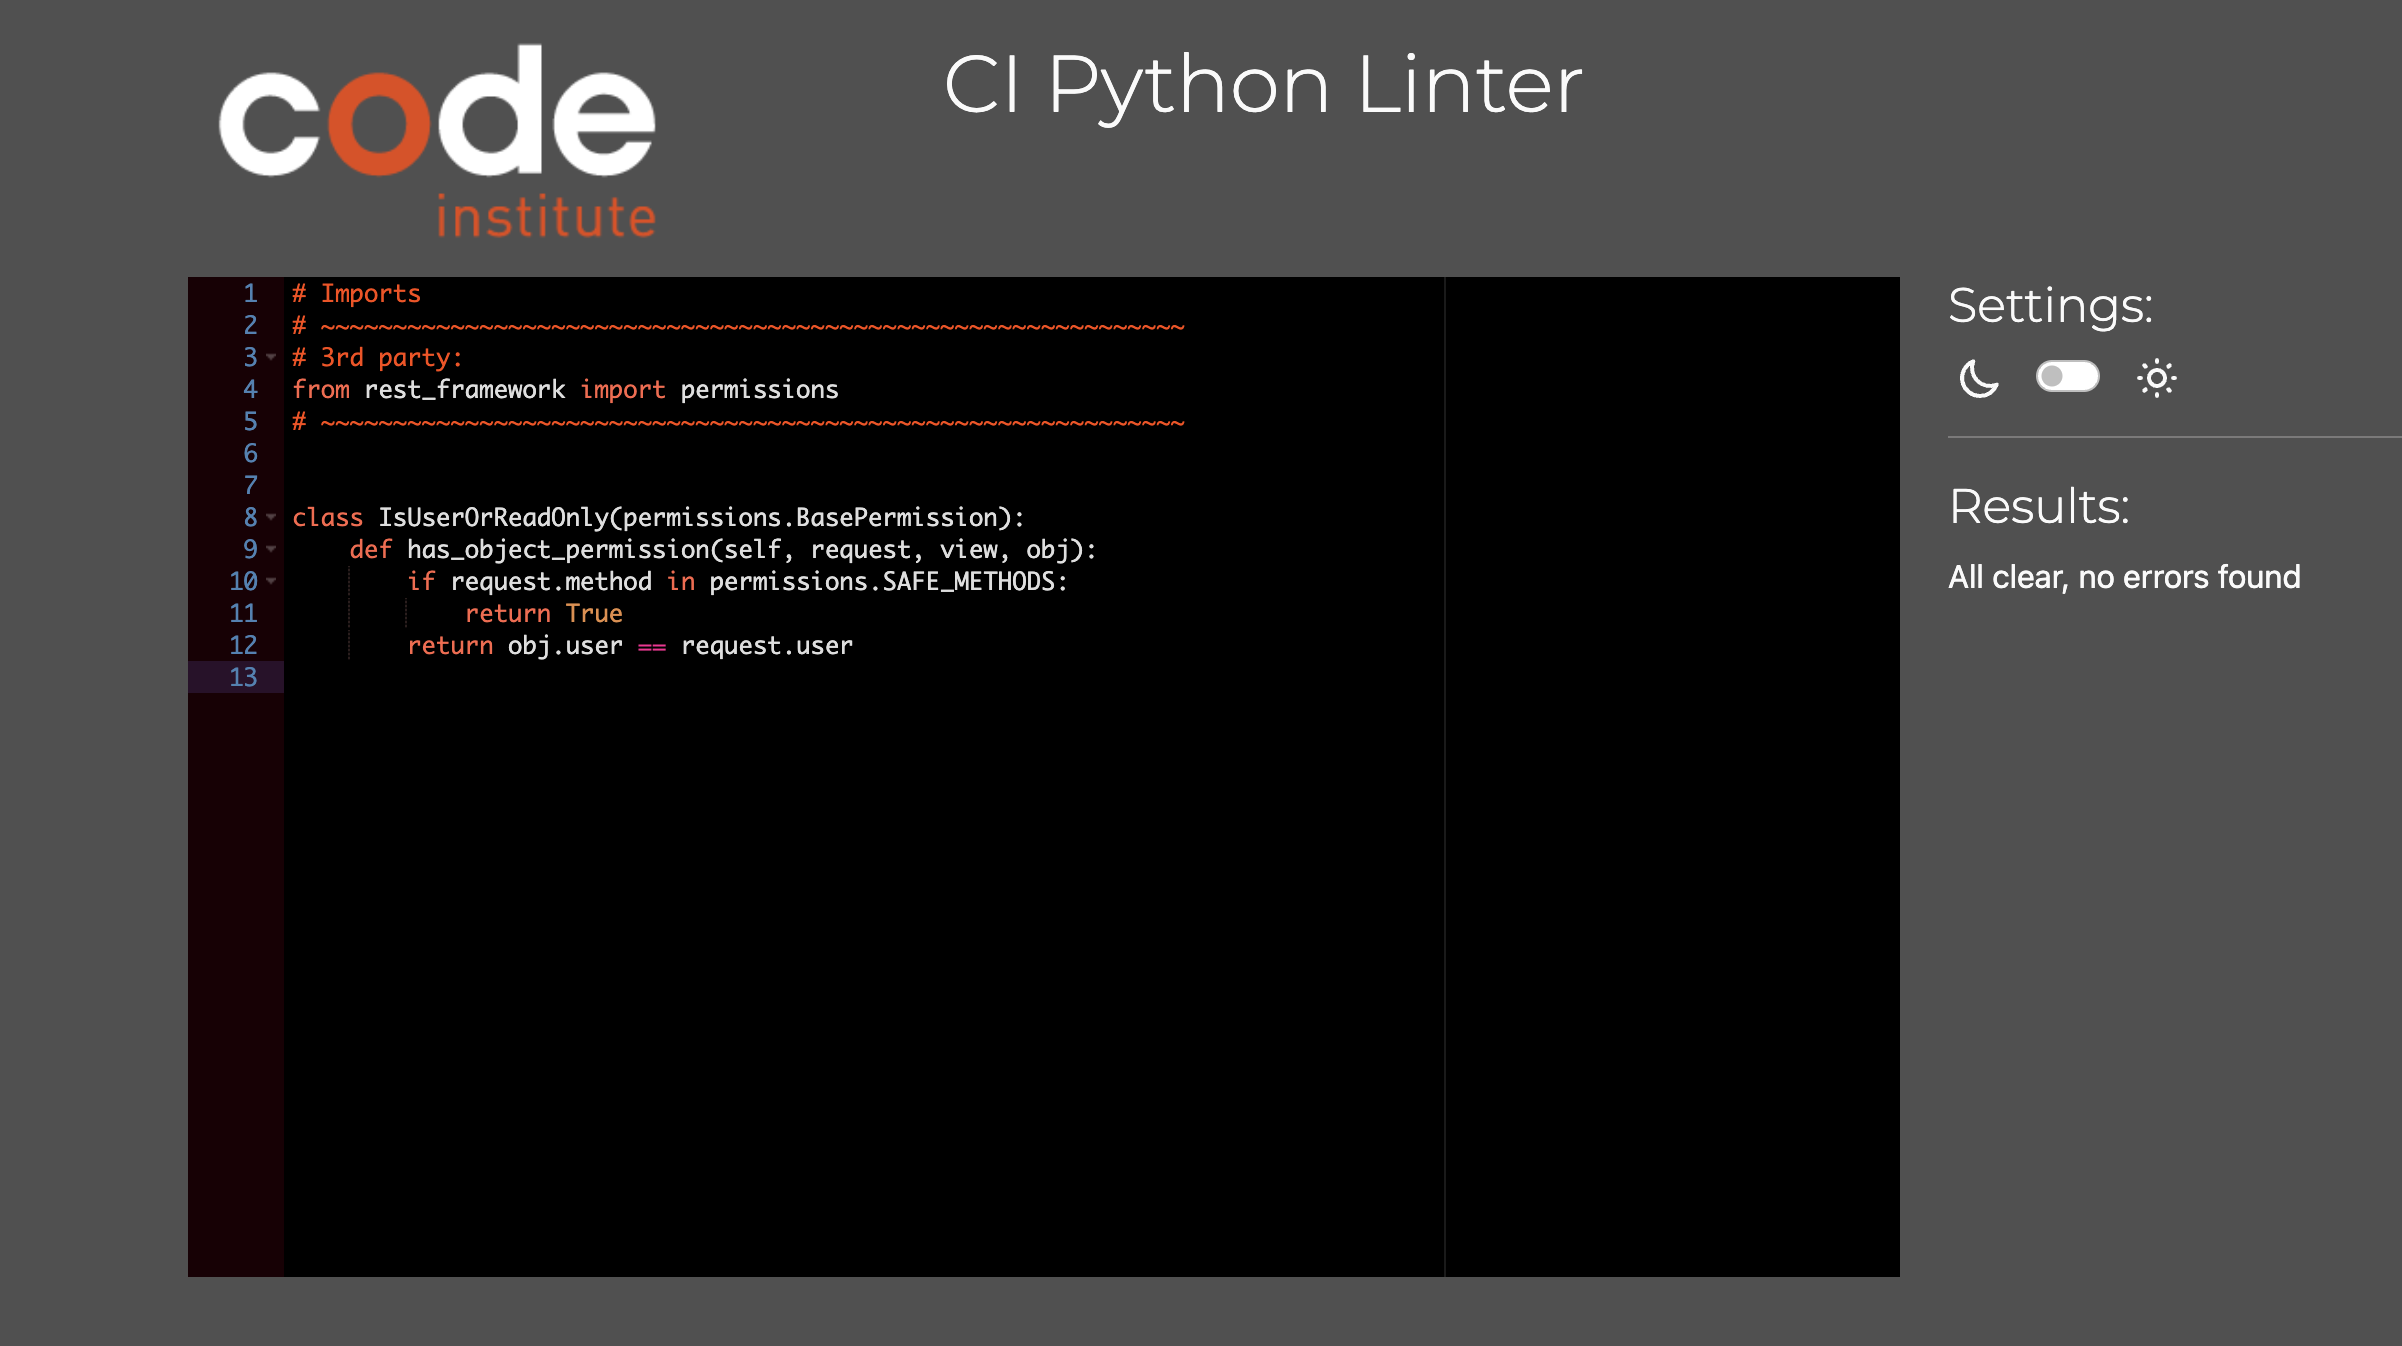 code
institute
CI Python Linter
1 # Imports
2 # ~~~~~~~~~~~~~~~~~~~~~~~~~~~~~~~~~~~~~~~~~~~~~~~~~~~~~~~~~~~~
3 # 3rd party:
4 from rest_framework import permissions
5 # ~~~~~~~~~~~~~~~~~~~~~~~~~~~~~~~~~~~~~~~~~~~~~~~~~~~~~~~~~~~~
6
7
8 class IsUserOrReadOnly(permissions.BasePermission):
9     def has_object_permission(self, request, view, obj):
10         if request.method in permissions.SAFE_METHODS:
11             return True
12         return obj.user == request.user
13
Settings:
Results:
All clear, no errors found